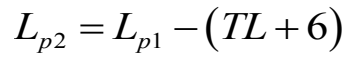 L_{p2} = L_{p1} − (TL + 6)